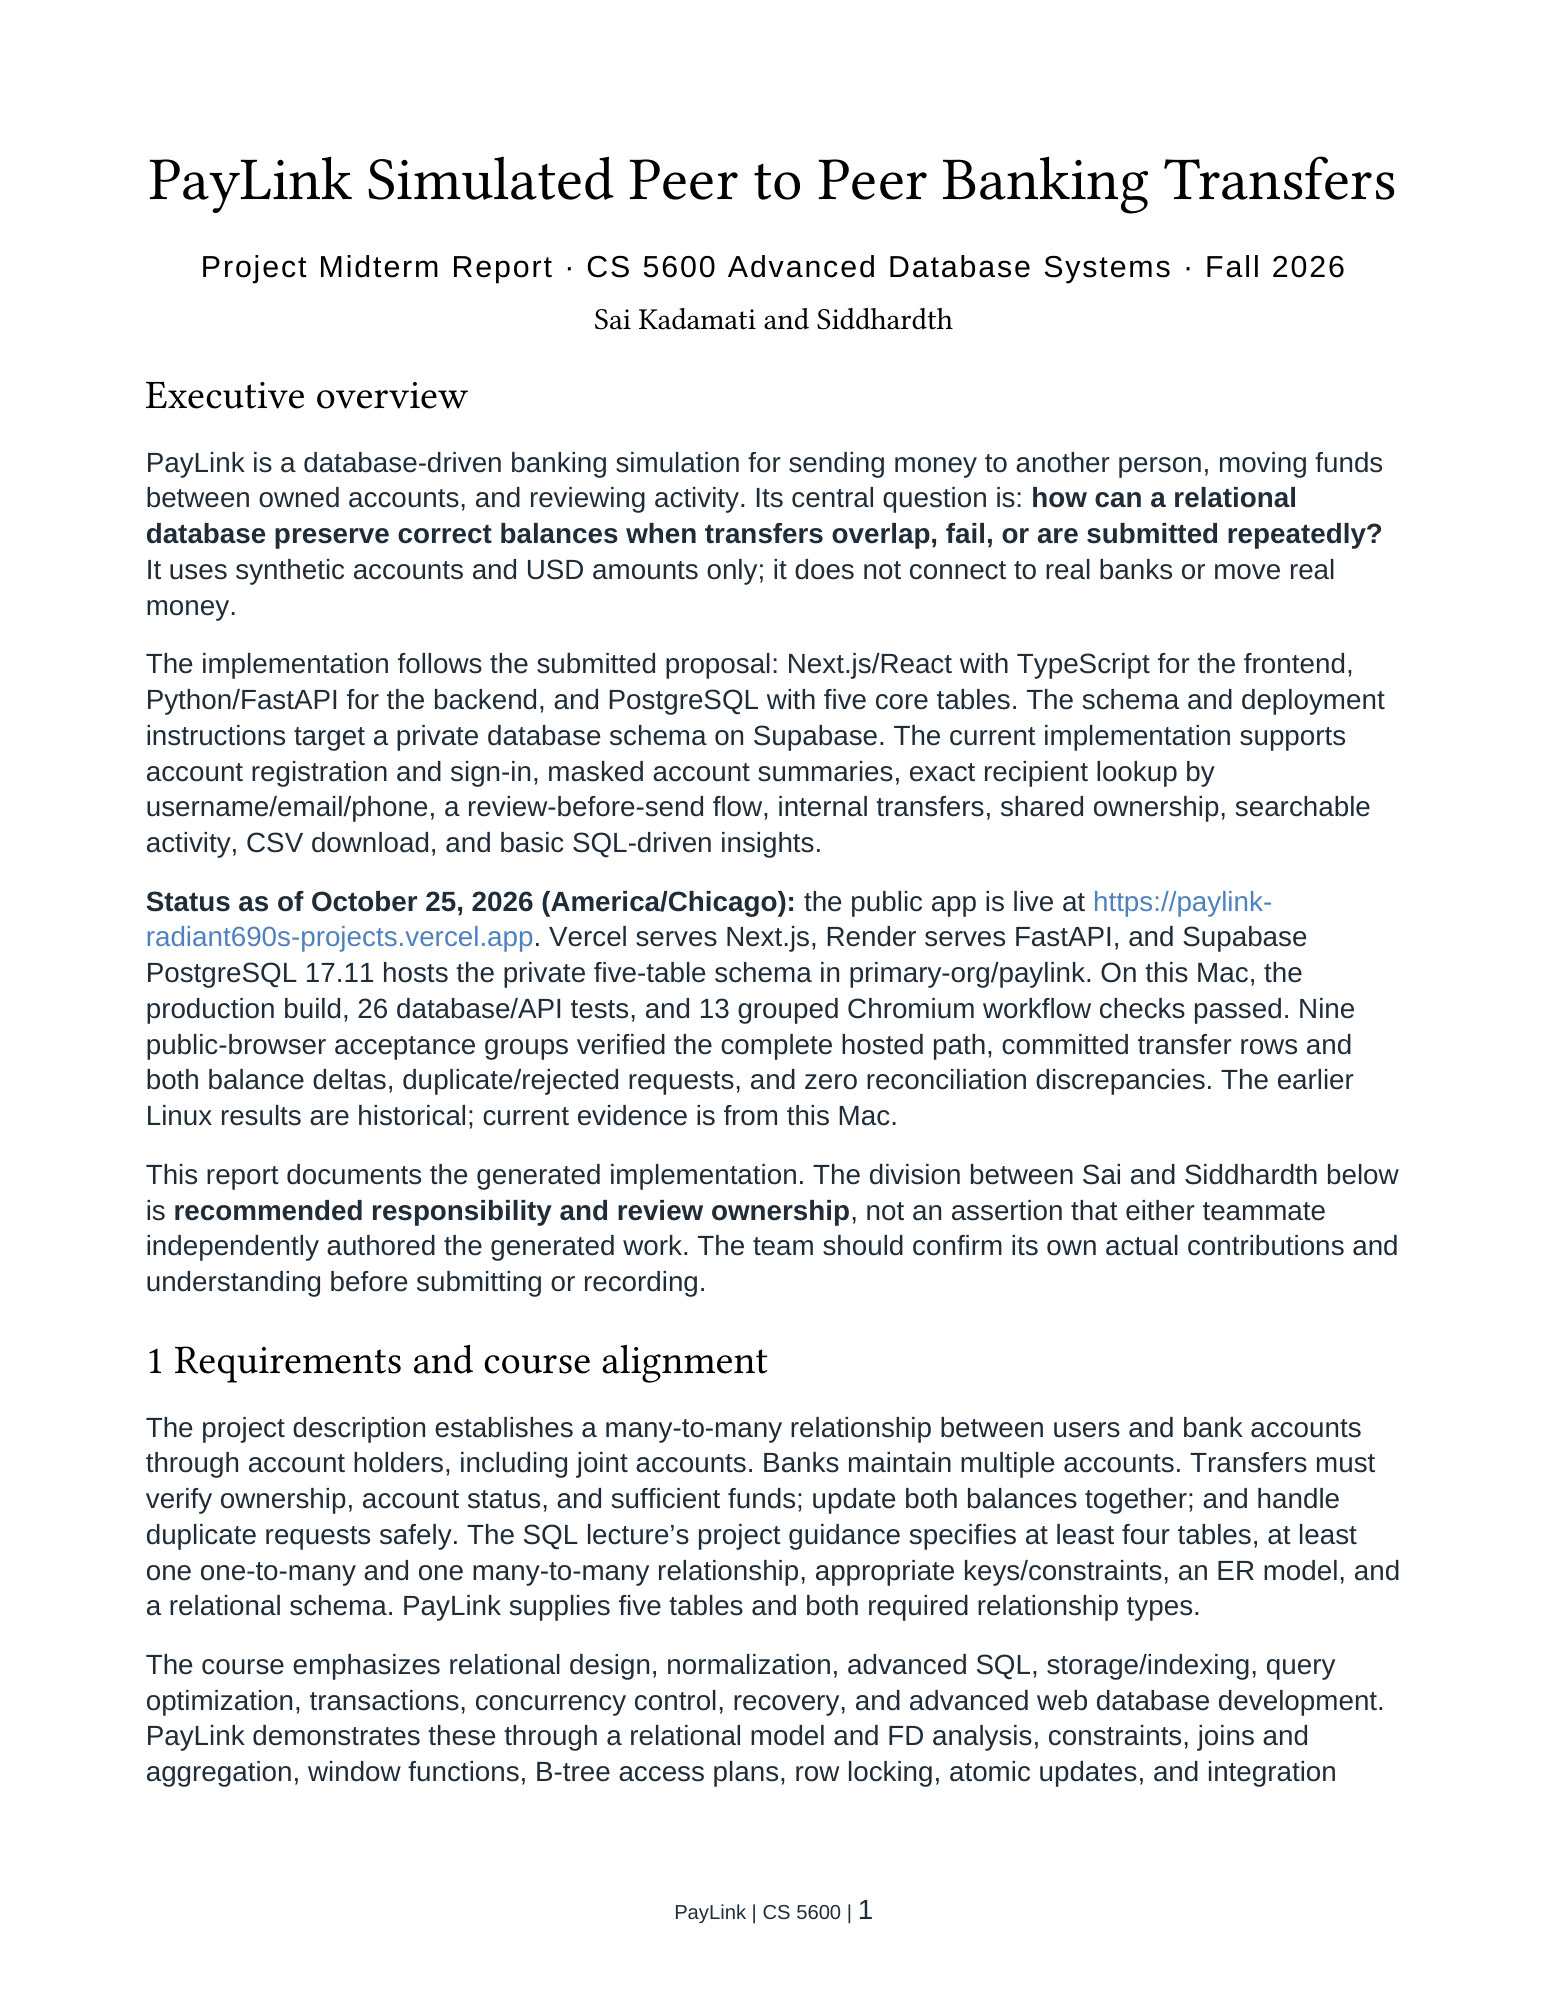 PayLink Simulated Peer to Peer Banking Transfers
Project Midterm Report · CS 5600 Advanced Database Systems · Fall 2026
Sai Kadamati and Siddhardth
Executive overview
PayLink is a database-driven banking simulation for sending money to another person, moving funds
between owned accounts, and reviewing activity. Its central question is: how can a relational
database preserve correct balances when transfers overlap, fail, or are submitted repeatedly?
It uses synthetic accounts and USD amounts only; it does not connect to real banks or move real
money.
The implementation follows the submitted proposal: Next.js/React with TypeScript for the frontend,
Python/FastAPI for the backend, and PostgreSQL with five core tables. The schema and deployment
instructions target a private database schema on Supabase. The current implementation supports
account registration and sign-in, masked account summaries, exact recipient lookup by
username/email/phone, a review-before-send flow, internal transfers, shared ownership, searchable
activity, CSV download, and basic SQL-driven insights.
Status as of October 25, 2026 (America/Chicago): the public app is live at https://paylink-
radiant690s-projects.vercel.app. Vercel serves Next.js, Render serves FastAPI, and Supabase
PostgreSQL 17.11 hosts the private five-table schema in primary-org/paylink. On this Mac, the
production build, 26 database/API tests, and 13 grouped Chromium workflow checks passed. Nine
public-browser acceptance groups verified the complete hosted path, committed transfer rows and
both balance deltas, duplicate/rejected requests, and zero reconciliation discrepancies. The earlier
Linux results are historical; current evidence is from this Mac.
This report documents the generated implementation. The division between Sai and Siddhardth below
is recommended responsibility and review ownership, not an assertion that either teammate
independently authored the generated work. The team should confirm its own actual contributions and
understanding before submitting or recording.
1 Requirements and course alignment
The project description establishes a many-to-many relationship between users and bank accounts
through account holders, including joint accounts. Banks maintain multiple accounts. Transfers must
verify ownership, account status, and sufficient funds; update both balances together; and handle
duplicate requests safely. The SQL lecture’s project guidance specifies at least four tables, at least
one one-to-many and one many-to-many relationship, appropriate keys/constraints, an ER model, and
a relational schema. PayLink supplies five tables and both required relationship types.
The course emphasizes relational design, normalization, advanced SQL, storage/indexing, query
optimization, transactions, concurrency control, recovery, and advanced web database development.
PayLink demonstrates these through a relational model and FD analysis, constraints, joins and
aggregation, window functions, B-tree access plans, row locking, atomic updates, and integration
PayLink | CS 5600 | 1